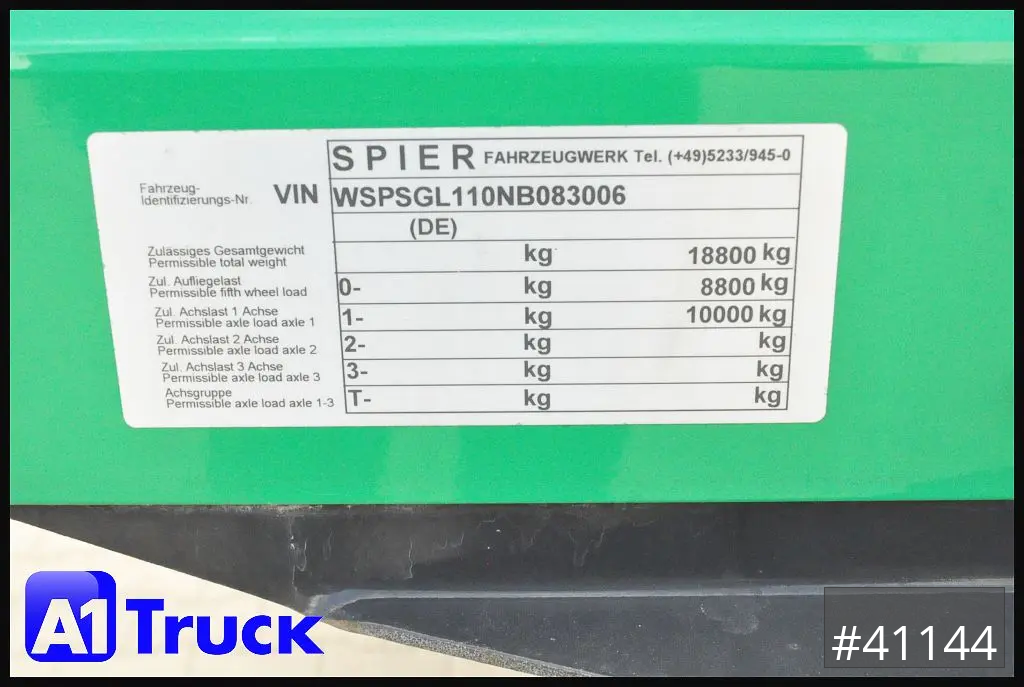 SPIER FAHRZEUGWERK Tel. (+49)5233/945-0
Fahrzeug-
Identifizierungs-Nr. VIN WSPSGL110NB083006
(DE)
Zulässiges Gesamtgewicht
Permissible total weight kg 18800 kg
Zul. Aufliegelast
Permissible fifth wheel load 0- kg 8800 kg
Zul. Achslast 1 Achse
Permissible axle load axle 1 1- kg 10000 kg
Zul. Achslast 2 Achse
Permissible axle load axle 2 2- kg kg
Zul. Achslast 3 Achse
Permissible axle load axle 3 3- kg kg
Achsgruppe
Permissible axle load axle 1-3 T- kg kg
A1 Truck
#41144